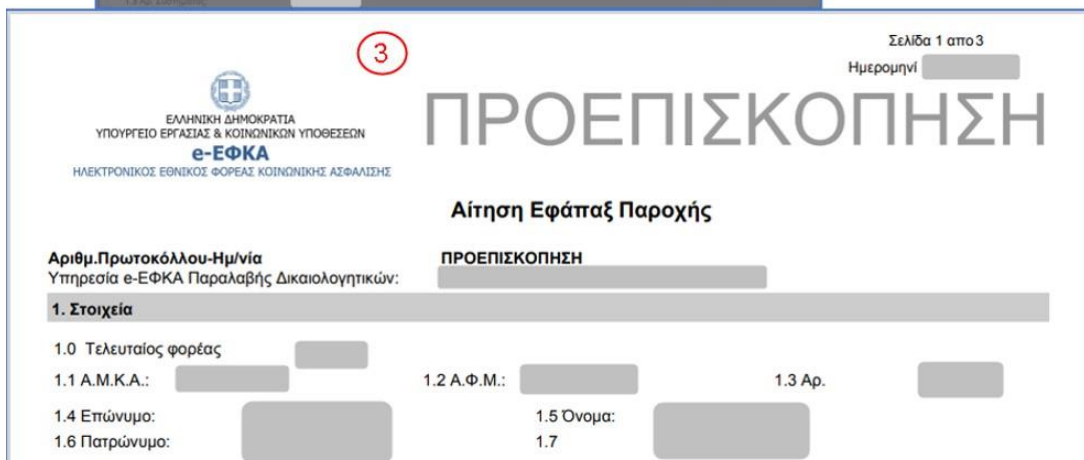 3
Σελίδα 1 απο 3
Ημερομηνί
ΕΛΛΗΝΙΚΗ ΔΗΜΟΚΡΑΤΙΑ
ΥΠΟΥΡΓΕΙΟ ΕΡΓΑΣΙΑΣ & ΚΟΙΝΩΝΙΚΩΝ ΥΠΟΘΕΣΕΩΝ
e-ΕΦΚΑ
ΗΛΕΚΤΡΟΝΙΚΟΣ ΕΘΝΙΚΟΣ ΦΟΡΕΑΣ ΚΟΙΝΩΝΙΚΗΣ ΑΣΦΑΛΙΣΗΣ
ΠΡΟΕΠΙΣΚΟΠΗΣΗ
Αίτηση Εφάπαξ Παροχής
Αριθμ.Πρωτοκόλλου-Ημ/νία ΠΡΟΕΠΙΣΚΟΠΗΣΗ
Υπηρεσία e-ΕΦΚΑ Παραλαβής Δικαιολογητικών:
1. Στοιχεία
1.0 Τελευταίος φορέας
1.1 Α.Μ.Κ.Α.: 1.2 Α.Φ.Μ.: 1.3 Αρ.
1.4 Επώνυμο: 1.5 Όνομα:
1.6 Πατρώνυμο: 1.7